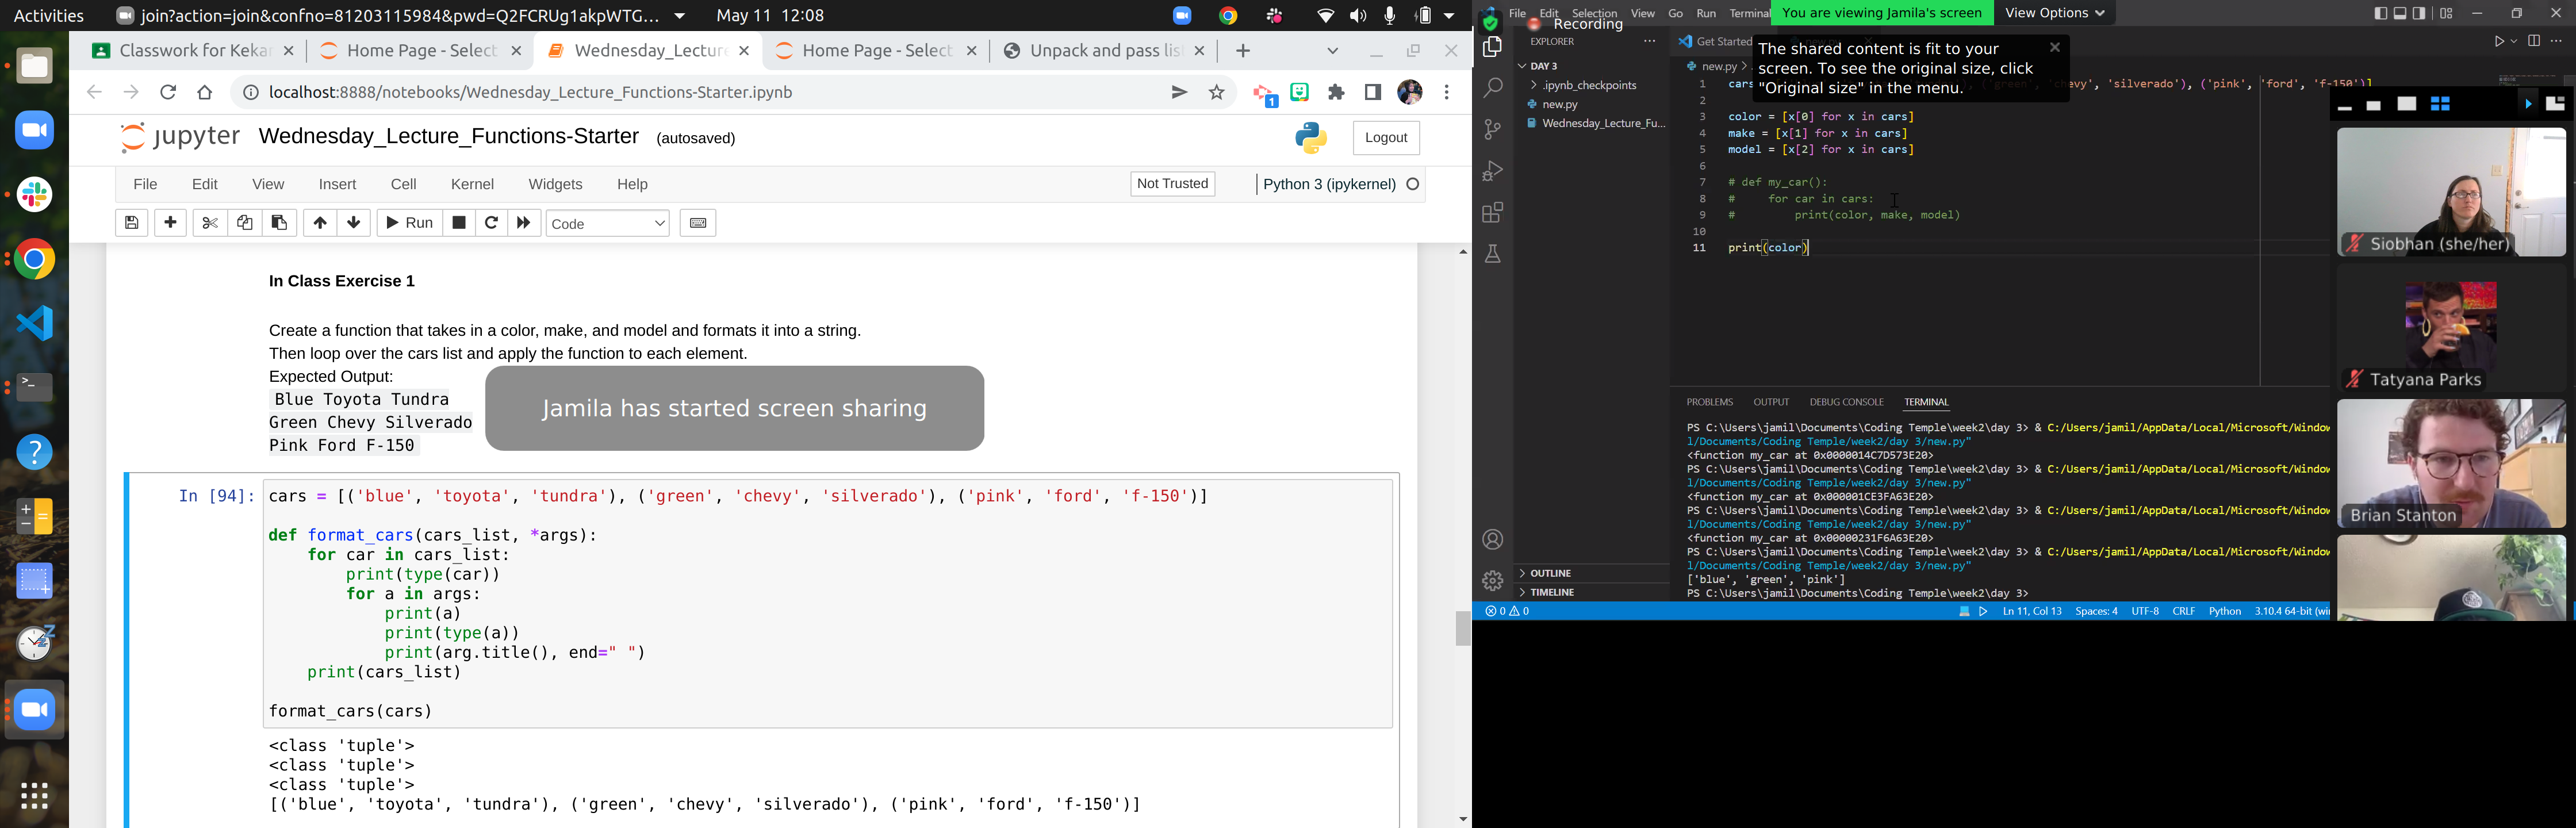 Activities
join?action=join&confno=81203115984&pwd=Q2FCRUg1akpWTG...
May 11 12:08
Classwork for Keka
Home Page - Select
Wednesday_Lecture
Home Page - Select
Unpack and pass lis
localhost:8888/notebooks/Wednesday_Lecture_Functions-Starter.ipynb
1
jupyter
Wednesday_Lecture_Functions-Starter (autosaved)
Logout
File Edit View Insert Cell Kernel Widgets Help
Not Trusted
Python 3 (ipykernel)
Run
Code
In Class Exercise 1
Create a function that takes in a color, make, and model and formats it into a string.
Then loop over the cars list and apply the function to each element.
Expected Output:
Blue Toyota Tundra
Green Chevy Silverado
Pink Ford F-150
Jamila has started screen sharing
In [94]:
cars = [('blue', 'toyota', 'tundra'), ('green', 'chevy', 'silverado'), ('pink', 'ford', 'f-150')]
def format_cars(cars_list, *args):
for car in cars_list:
print(type(car))
for a in args:
print(a)
print(type(a))
print(arg.title(), end=" ")
print(cars_list)
format_cars(cars)
<class 'tuple'>
<class 'tuple'>
<class 'tuple'>
[('blue', 'toyota', 'tundra'), ('green', 'chevy', 'silverado'), ('pink', 'ford', 'f-150')]
File Edit Selection View Go Run Terminal
You are viewing Jamila's screen
View Options
Recording
EXPLORER
DAY 3
.ipynb_checkpoints
new.py
Wednesday_Lecture_Fu...
OUTLINE
TIMELINE
Get Started
The shared content is fit to your
screen. To see the original size, click
"Original size" in the menu.
new.py >
1 cars 'chevy', 'silverado'), ('pink', 'ford', 'f-150')]
2
3 color = [x[0] for x in cars]
4 make = [x[1] for x in cars]
5 model = [x[2] for x in cars]
6
7 # def my_car():
8 # for car in cars:
9 # print(color, make, model)
10
11 print(color)
PROBLEMS OUTPUT DEBUG CONSOLE TERMINAL
PS C:\Users\jamil\Documents\Coding Temple\week2\day 3> & C:/Users/jamil/AppData/Local/Microsoft/Window
l/Documents/Coding Temple/week2/day 3/new.py"
<function my_car at 0x0000014C7D573E20>
PS C:\Users\jamil\Documents\Coding Temple\week2\day 3> & C:/Users/jamil/AppData/Local/Microsoft/Window
l/Documents/Coding Temple/week2/day 3/new.py"
<function my_car at 0x000001CE3FA63E20>
PS C:\Users\jamil\Documents\Coding Temple\week2\day 3> & C:/Users/jamil/AppData/Local/Microsoft/Window
l/Documents/Coding Temple/week2/day 3/new.py"
<function my_car at 0x00000231F6A63E20>
PS C:\Users\jamil\Documents\Coding Temple\week2\day 3> & C:/Users/jamil/AppData/Local/Microsoft/Window
l/Documents/Coding Temple/week2/day 3/new.py"
['blue', 'green', 'pink']
PS C:\Users\jamil\Documents\Coding Temple\week2\day 3>
0 0
Ln 11, Col 13 Spaces: 4 UTF-8 CRLF Python 3.10.4 64-bit (wi
Siobhan (she/her)
Tatyana Parks
Brian Stanton